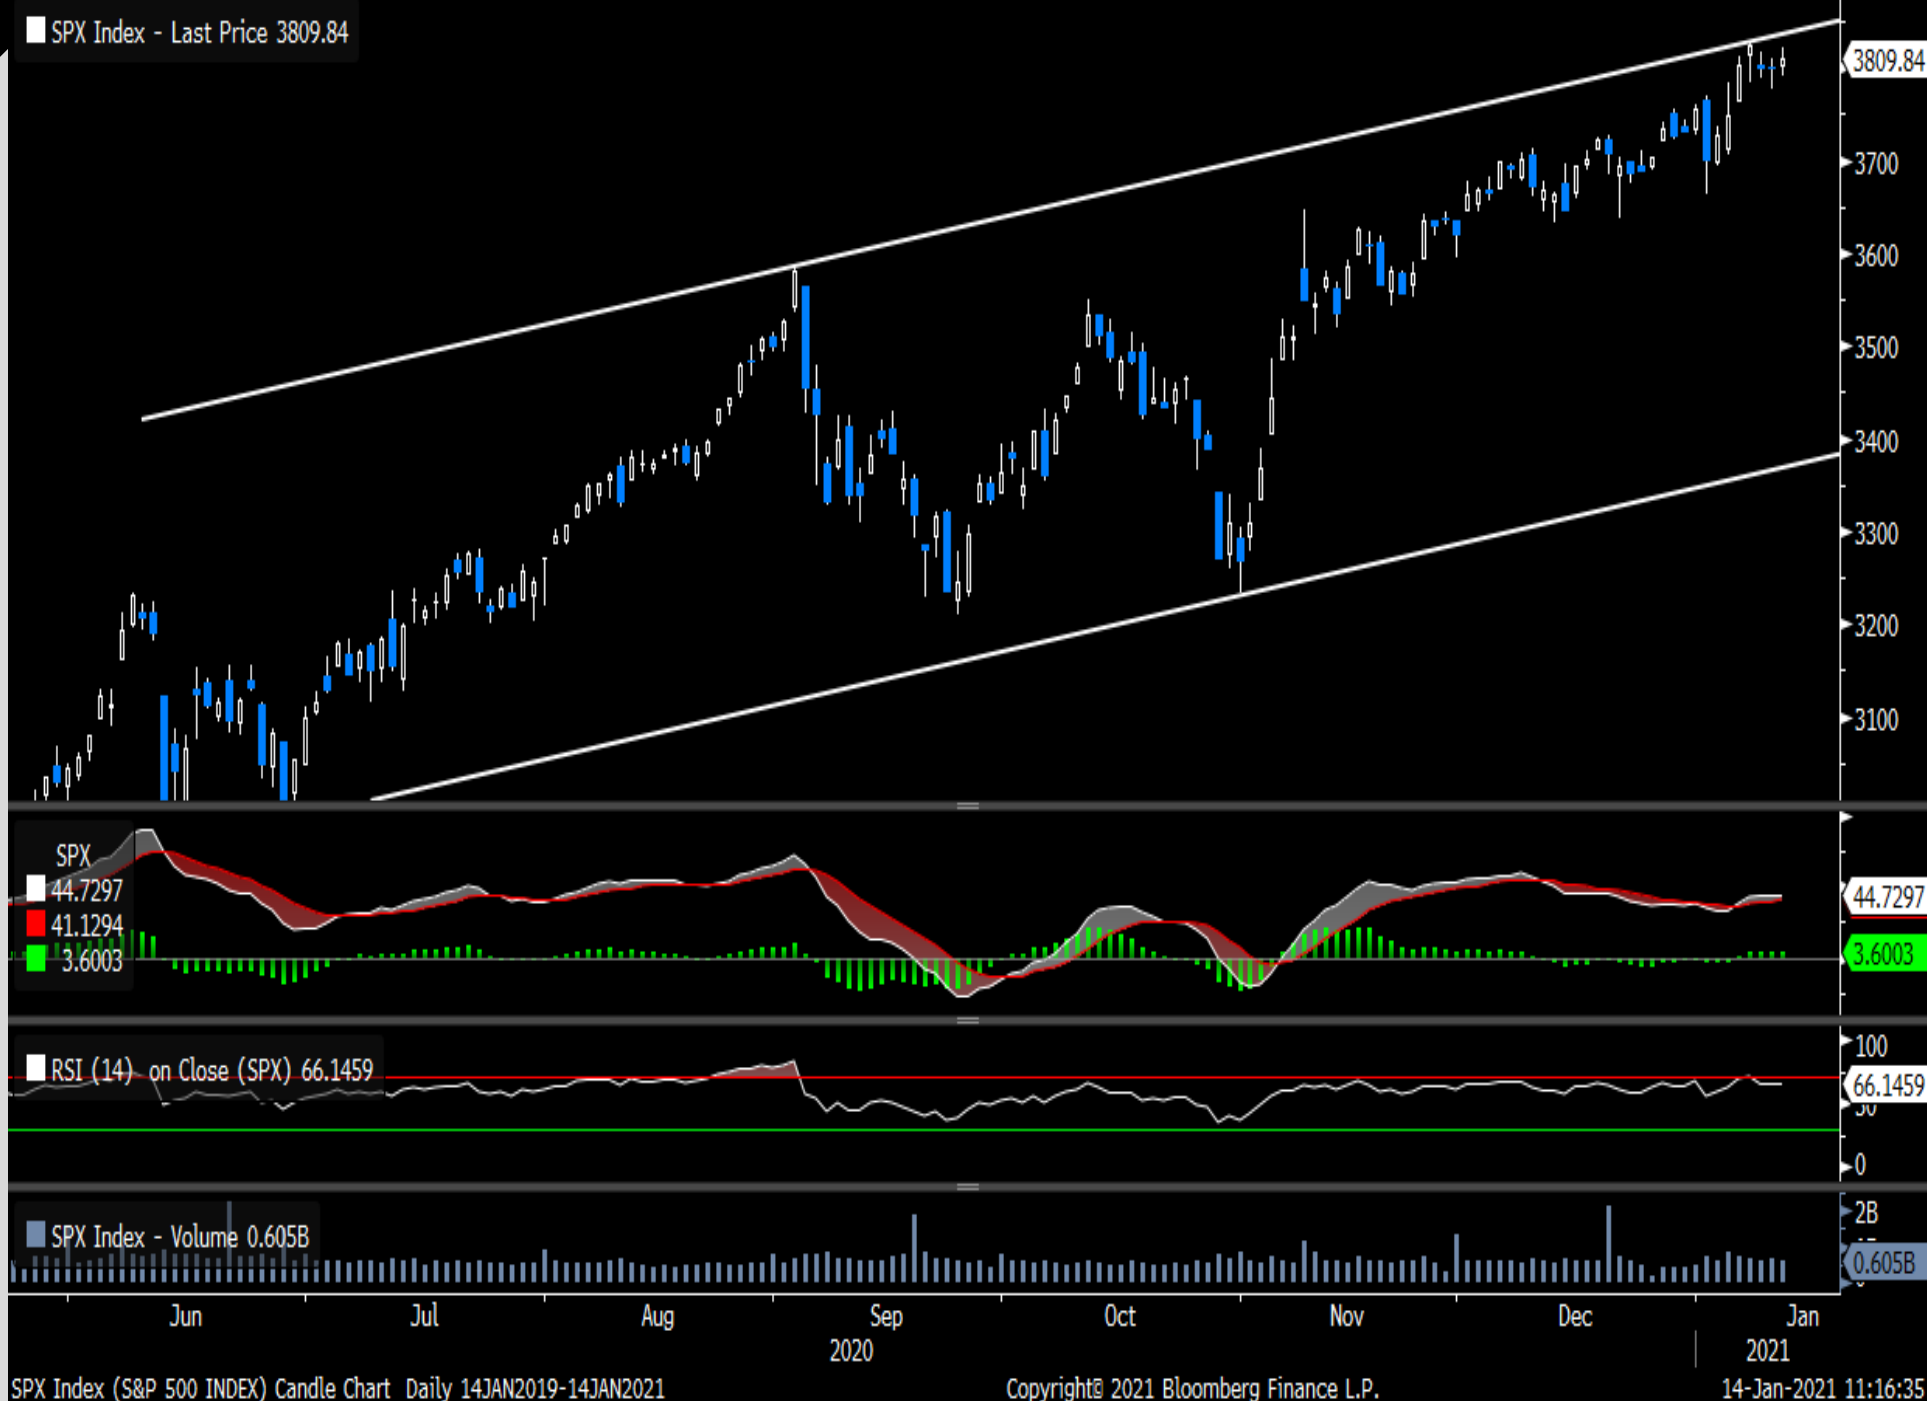 SPX Index - Last Price 3809.84
3809.84
3700
3600
3500
3400
3300
3200
3100
SPX
44.7297
41.1294
3.6003
44.7297
3.6003
RSI (14) on Close (SPX) 66.1459
100
66.1459
50
0
SPX Index - Volume 0.605B
2B
0.605B
Jun Jul Aug Sep Oct Nov Dec Jan
2020 2021
SPX Index (S&P 500 INDEX) Candle Chart Daily 14JAN2019-14JAN2021 Copyright© 2021 Bloomberg Finance L.P. 14-Jan-2021 11:16:35